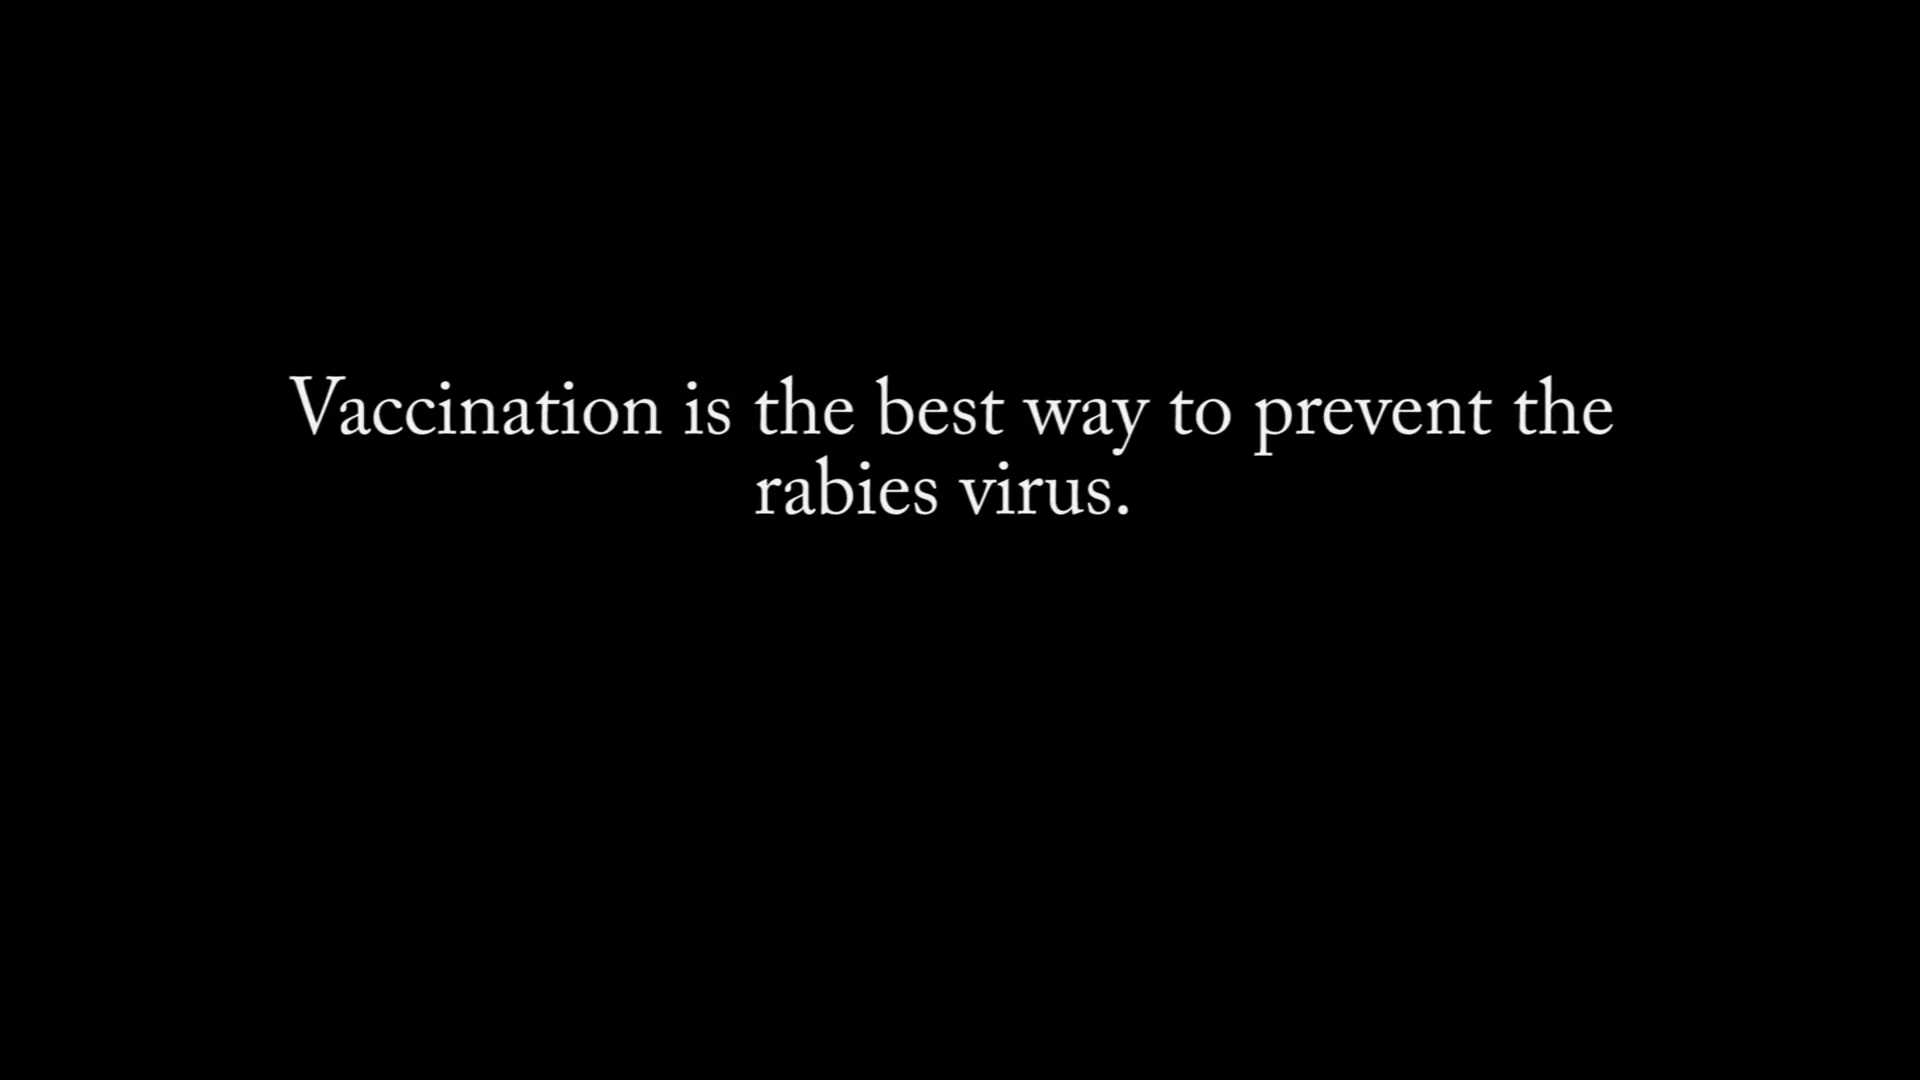 Vaccination is the best way to prevent the
rabies virus.